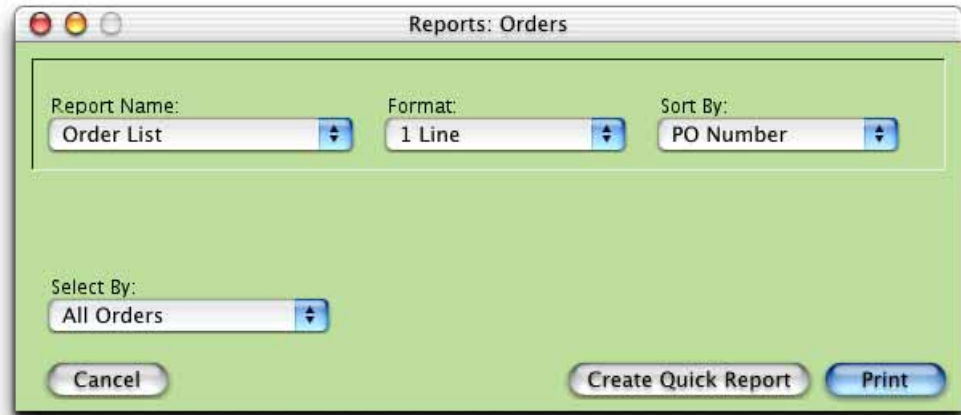 Reports: Orders
Report Name: Format: Sort By:
Order List 1 Line PO Number
Select By:
All Orders
Cancel Create Quick Report Print